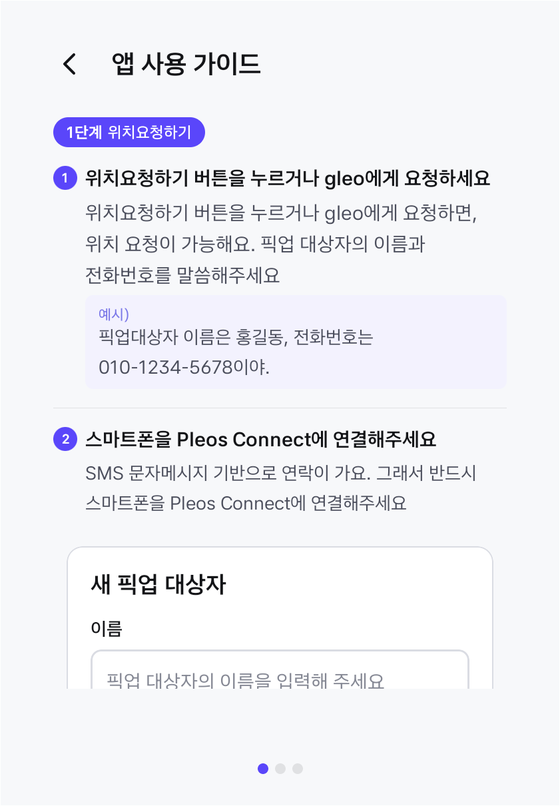 앱 사용 가이드
1단계 위치요청하기
1 위치요청하기 버튼을 누르거나 gleo에게 요청하세요
위치요청하기 버튼을 누르거나 gleo에게 요청하면,
위치 요청이 가능해요. 픽업 대상자의 이름과
전화번호를 말씀해주세요
예시)
픽업대상자 이름은 홍길동, 전화번호는
010-1234-5678이야.
2 스마트폰을 Pleos Connect에 연결해주세요
SMS 문자메시지 기반으로 연락이 가요. 그래서 반드시
스마트폰을 Pleos Connect에 연결해주세요
새 픽업 대상자
이름
픽업 대상자의 이름을 입력해 주세요